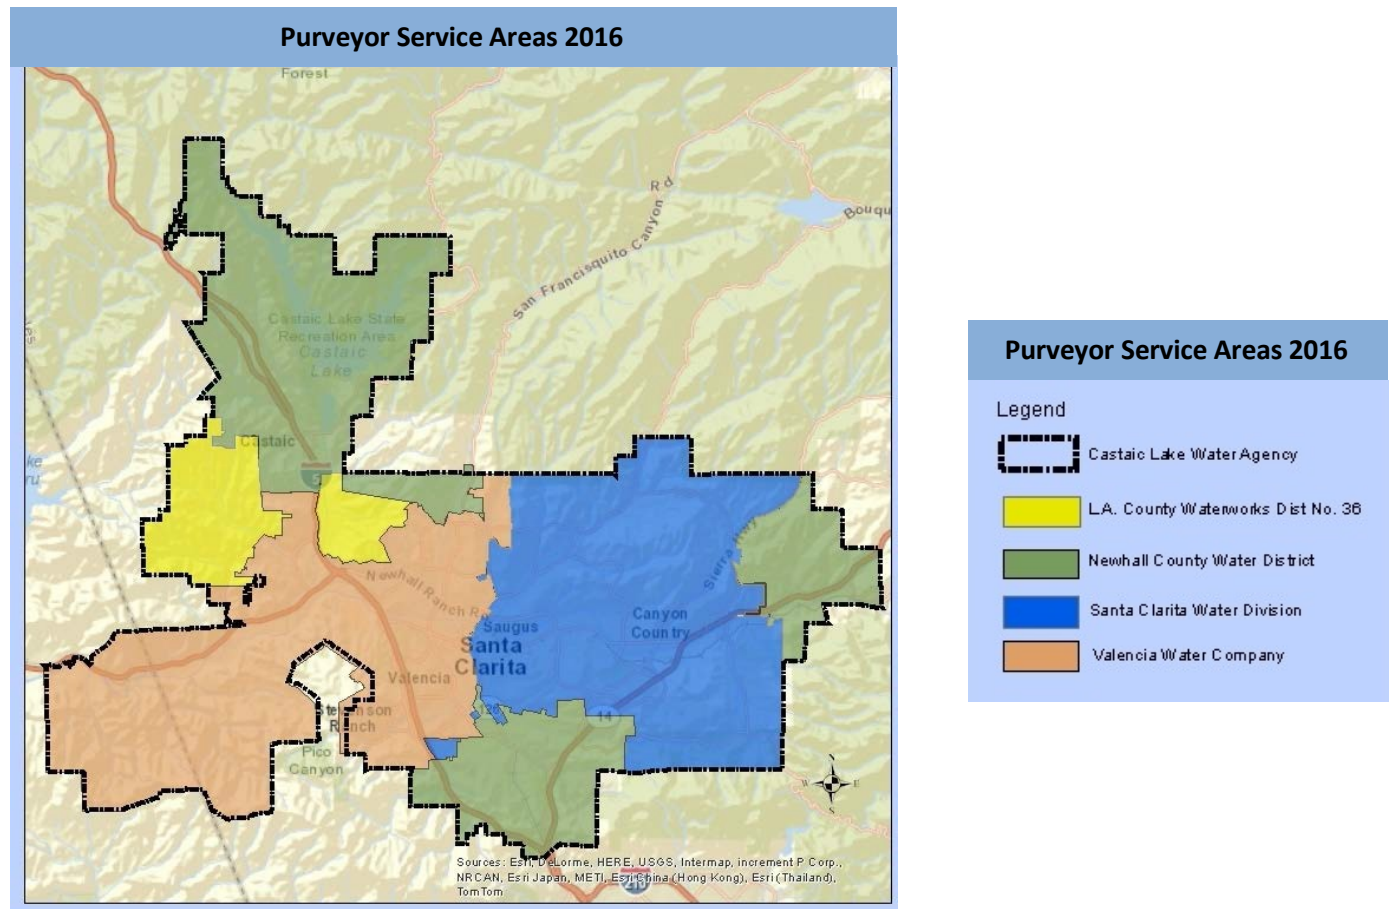 Purveyor Service Areas 2016
Forest
Rd
Bouqu
San Francisquito Canyon
Castaic Lake State
Recreation Area
Castaic
Lake
Castaic
5
ke
ru
Newhall Ranch R
Sierra Hwy
Canyon
Country
Saugus
Santa
Clarita
Valencia
126
14
Stevenson
Ranch
Pico
Canyon
W
E
S
Sources: Esri, DeLorme, HERE, USGS, Intermap, increment P Corp.,
NRCAN, Esri Japan, METI, Esri China (Hong Kong), Esri (Thailand),
TomTom
210
Purveyor Service Areas 2016
Legend
Castaic Lake Water Agency
L.A. County Waterworks Dist No. 36
Newhall County Water District
Santa Clarita Water Division
Valencia Water Company